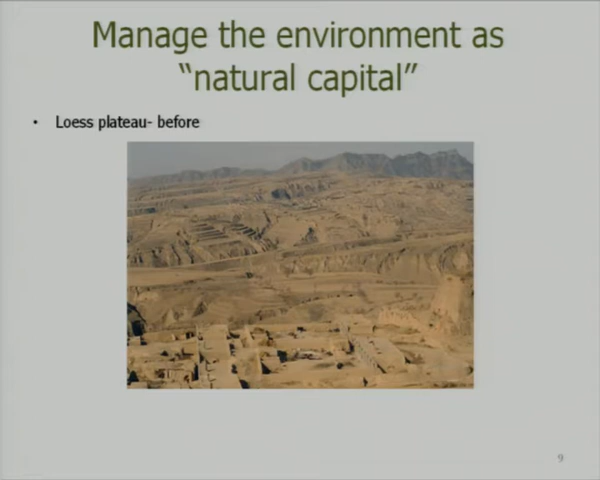 Manage the environment as
“natural capital”
• Loess plateau- before
9